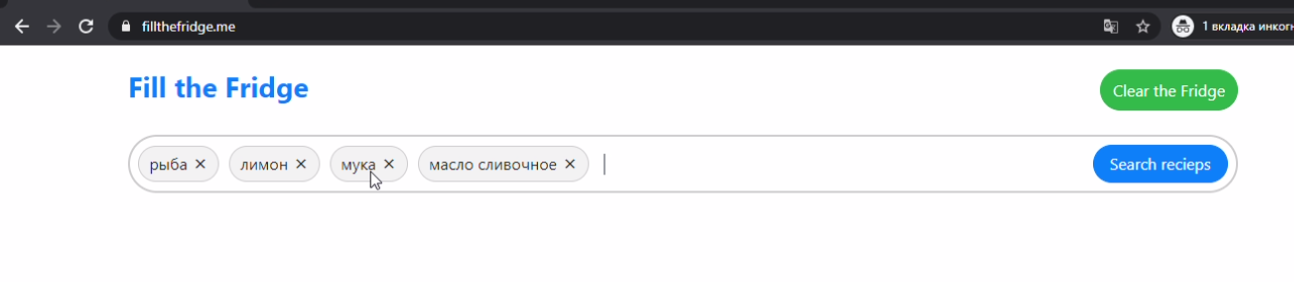 fillthefridge.me
1 вкладка инкогн
Fill the Fridge
Clear the Fridge
рыба × лимон × мука × масло сливочное ×
Search recieps